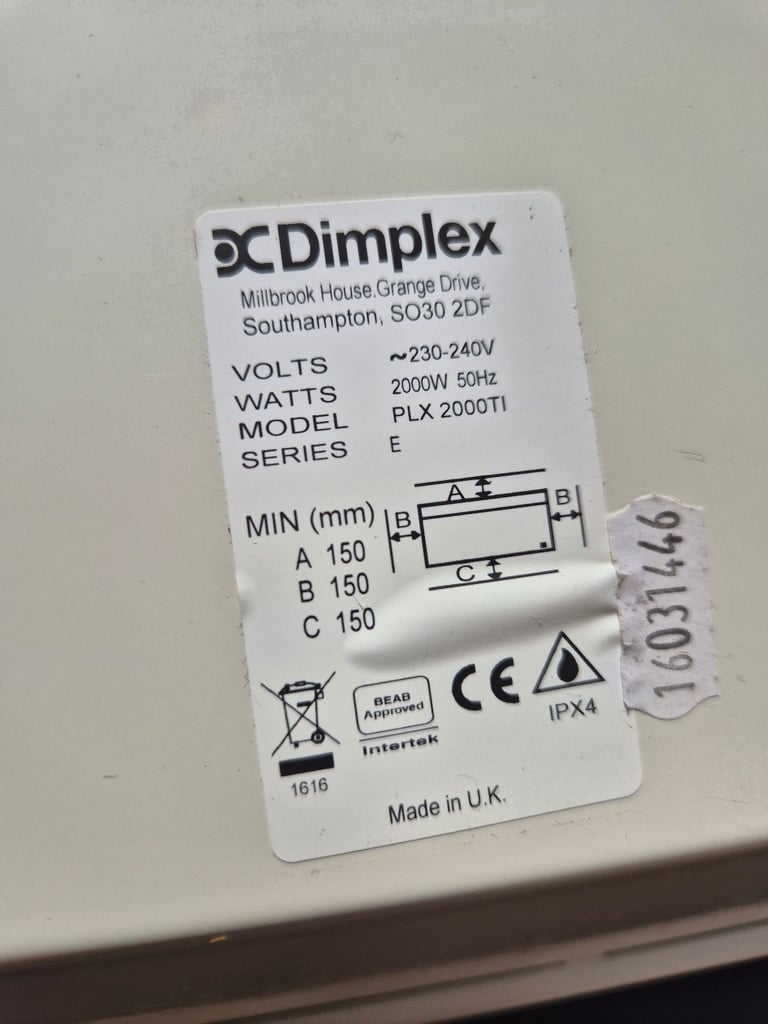 Dimplex
Millbrook House.Grange Drive,
Southampton, SO30 2DF
VOLTS ~230-240V
WATTS 2000W 50Hz
MODEL PLX 2000TI
SERIES E
MIN (mm)
A 150
B 150
C 150
A
B
B
C
16031446
BEAB
Approved
Intertek
CE
IPX4
1616
Made in U.K.